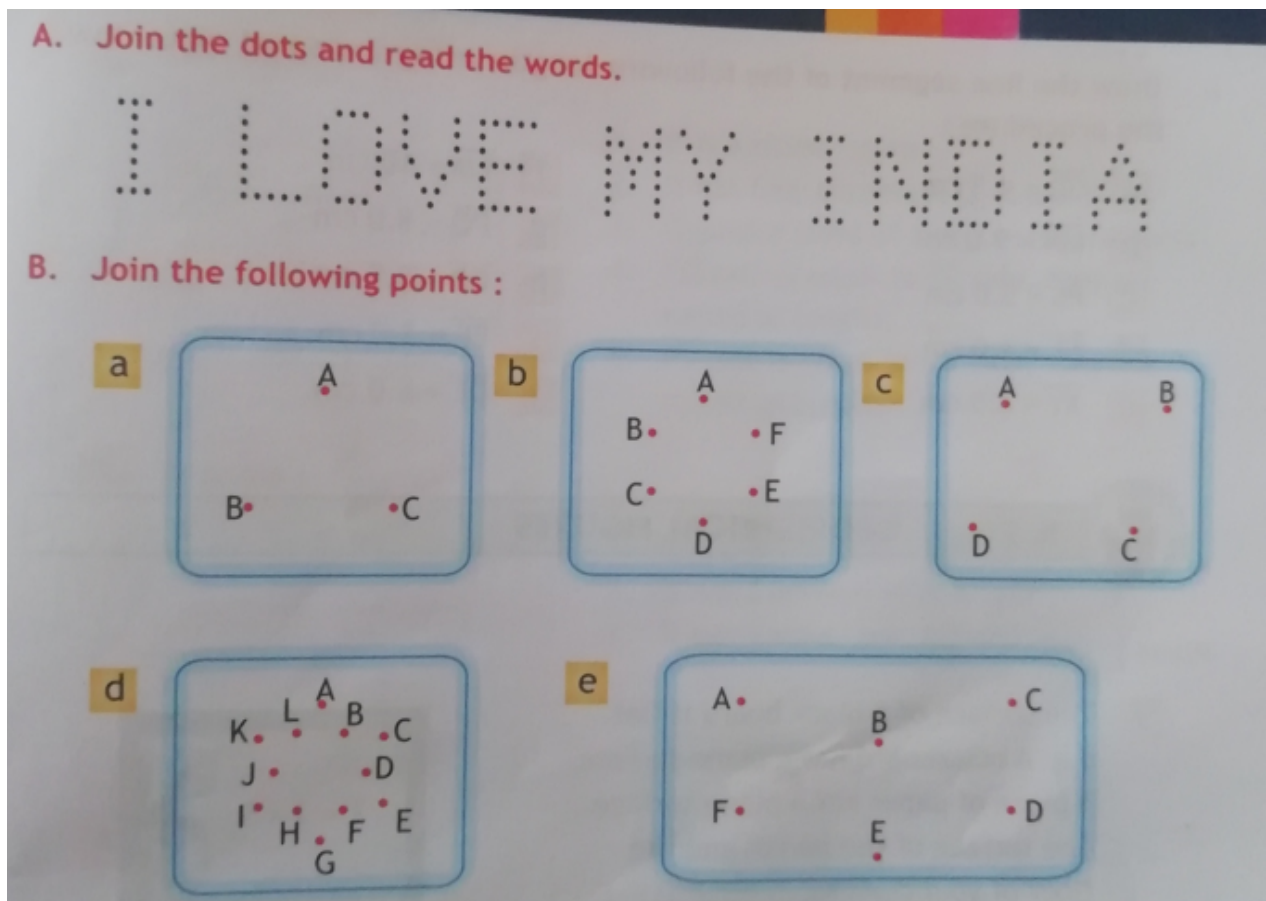 A. Join the dots and read the words.
I LOVE MY INDIA
B. Join the following points :
a
A
B
C
b
A
B
F
C
E
D
c
A
B
D
C
d
A
L
B
K
C
J
D
I
H
F
E
G
e
A
C
B
F
D
E